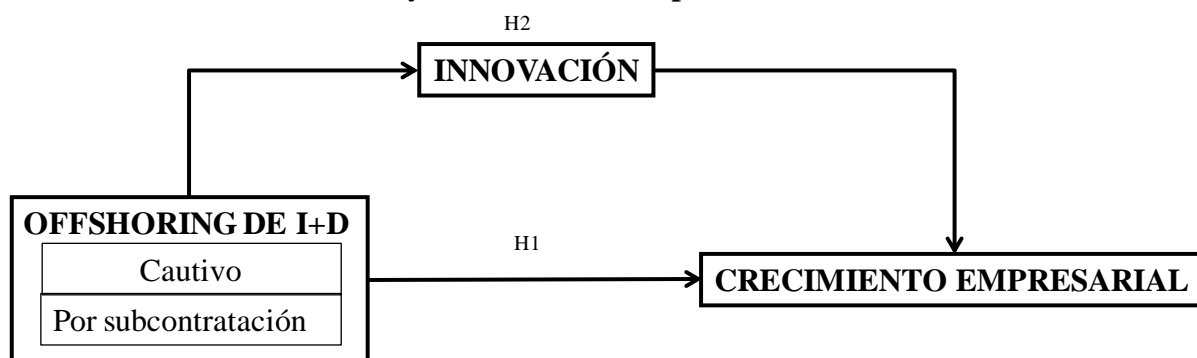 H2
INNOVACIÓN
OFFSHORING DE I+D
Cautivo
Por subcontratación
H1
CRECIMIENTO EMPRESARIAL